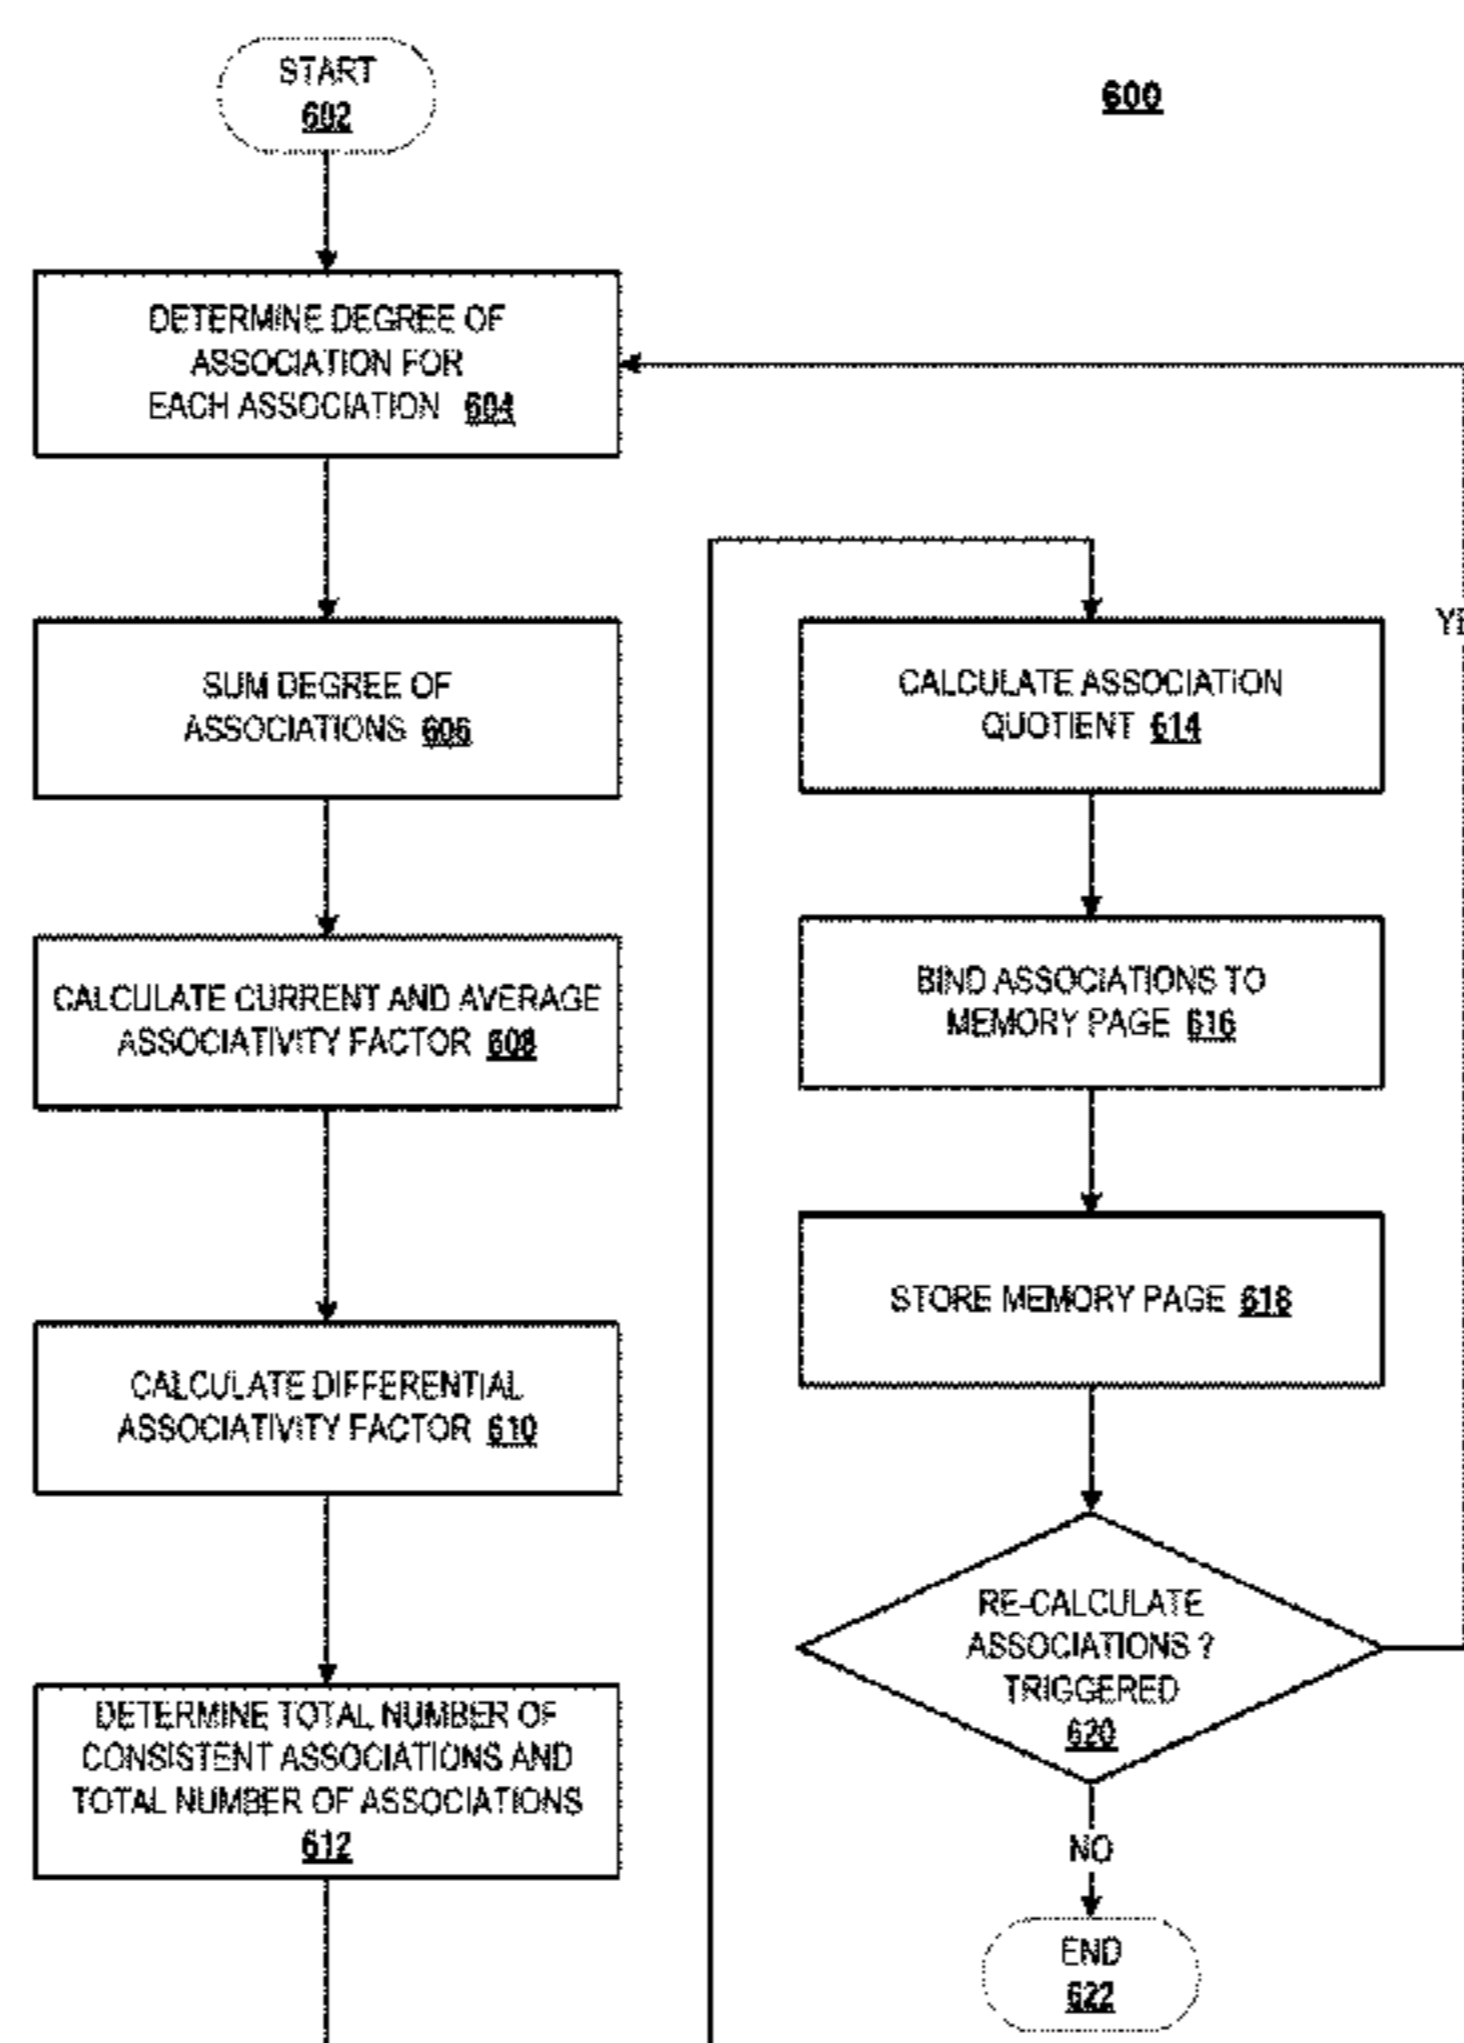 START
602
600
DETERMINE DEGREE OF
ASSOCIATION FOR
EACH ASSOCIATION 604
SUM DEGREE OF
ASSOCIATIONS 606
CALCULATE CURRENT AND AVERAGE
ASSOCIATIVITY FACTOR 608
CALCULATE DIFFERENTIAL
ASSOCIATIVITY FACTOR 610
DETERMINE TOTAL NUMBER OF
CONSISTENT ASSOCIATIONS AND
TOTAL NUMBER OF ASSOCIATIONS
612
CALCULATE ASSOCIATION
QUOTIENT 614
BIND ASSOCIATIONS TO
MEMORY PAGE 616
STORE MEMORY PAGE 618
RE-CALCULATE
ASSOCIATIONS ?
TRIGGERED
620
NO
END
622